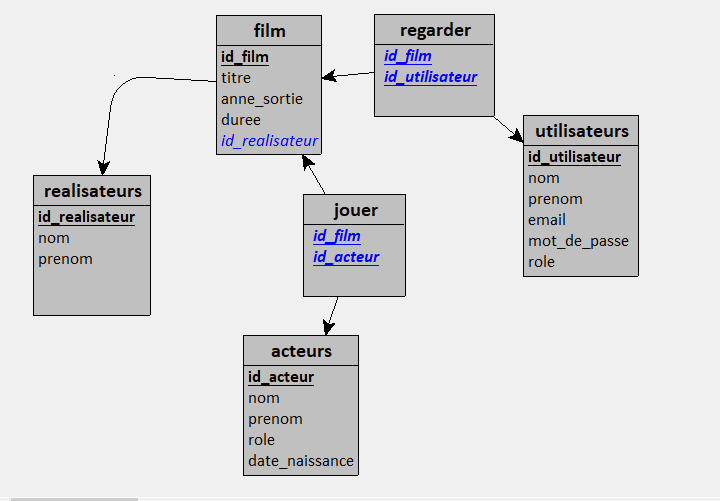 film
id_film
titre
anne_sortie
duree
id_realisateur
regarder
id_film
id_utilisateur
utilisateurs
id_utilisateur
nom
prenom
email
mot_de_passe
role
realisateurs
id_realisateur
nom
prenom
jouer
id_film
id_acteur
acteurs
id_acteur
nom
prenom
role
date_naissance